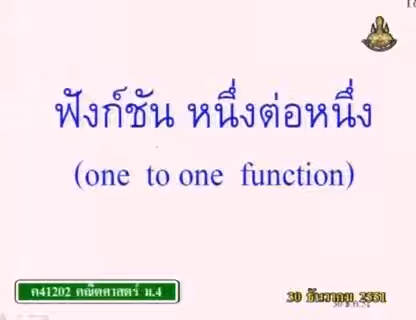 ฟังก์ชัน หนึ่งต่อหนึ่ง
(one to one function)
ค41202 คณิตศาสตร์ ม.4
30 ธันวาคม 2551